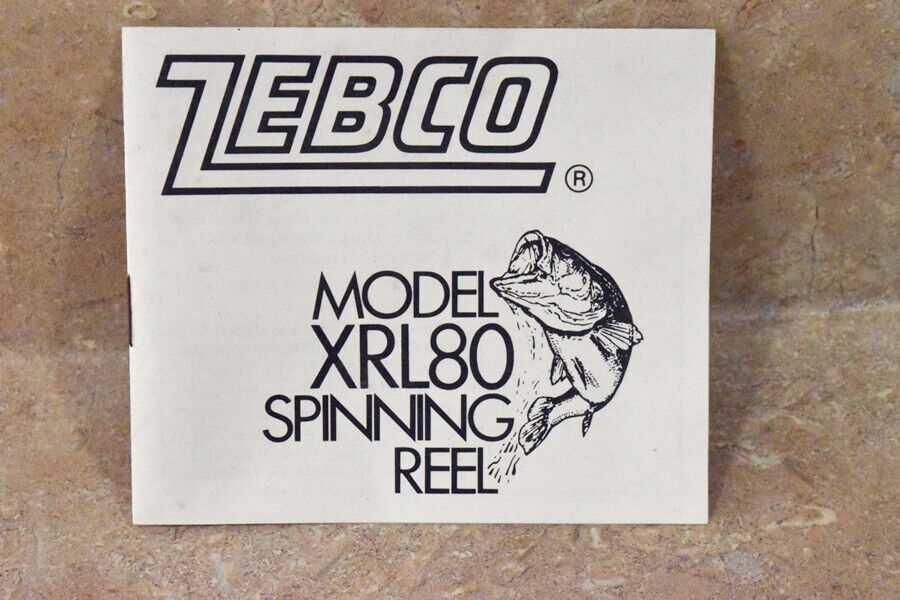 ZEBCO ®
MODEL
XRL80
SPINNING
REEL